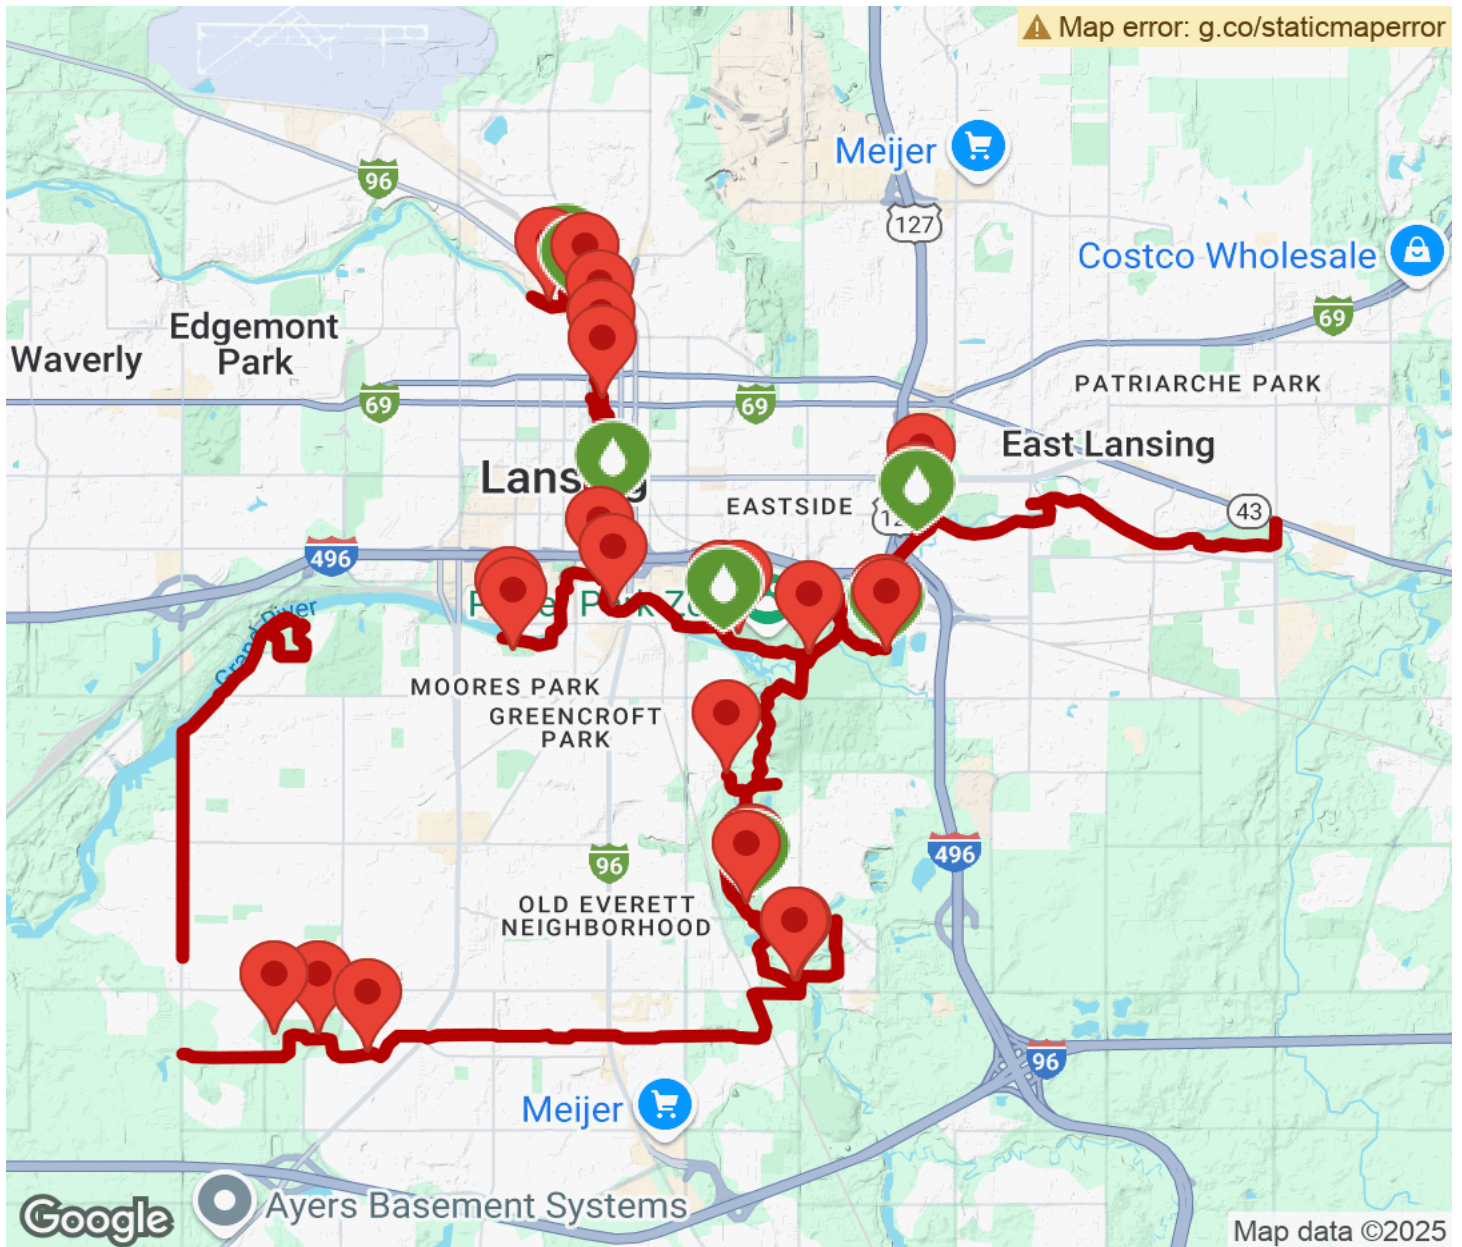 Map error: g.co/staticmaperror
Meijer
96
127
Costco Wholesale
69
Edgemont
Park
Waverly
PATRIARCHE PARK
69
69
East Lansing
Lans
g
EASTSIDE
43
496
Grand River
MOORES PARK
GREENCROFT
PARK
496
96
OLD EVERETT
NEIGHBORHOOD
96
Meijer
Ayers Basement Systems
Google
Map data ©2025